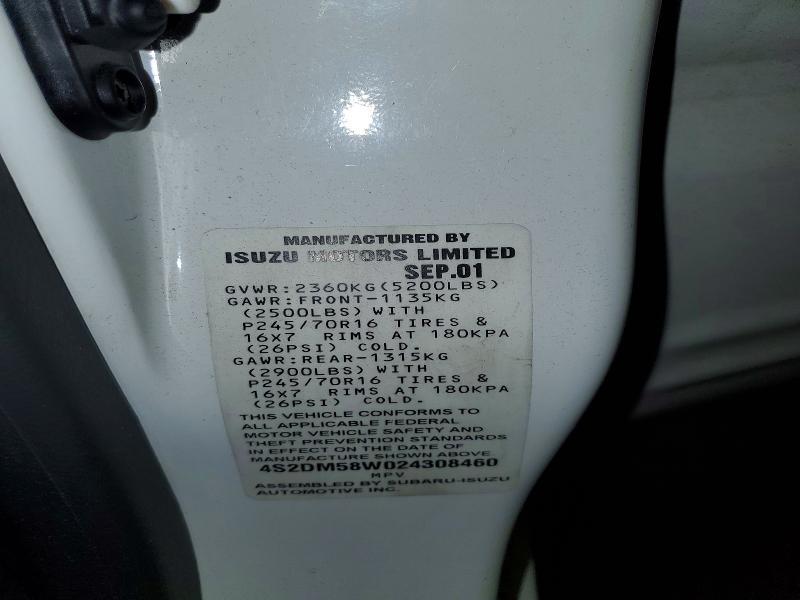 MANUFACTURED BY
ISUZU MOTORS LIMITED
SEP.01
GVWR:2360KG(5200LBS)
GAWR:FRONT-1135KG
(2500LBS) WITH
P245/70R16 TIRES &
16X7 RIMS AT 180KPA
(26PSI) COLD.
GAWR:REAR-1315KG
(2900LBS) WITH
P245/70R16 TIRES &
16X7 RIMS AT 180KPA
(26PSI) COLD.
THIS VEHICLE CONFORMS TO
ALL APPLICABLE FEDERAL
MOTOR VEHICLE SAFETY AND
THEFT PREVENTION STANDARDS
IN EFFECT ON THE DATE OF
MANUFACTURE SHOWN ABOVE
4S2DM58W024308460
MPV
ASSEMBLED BY SUBARU-ISUZU
AUTOMOTIVE INC.